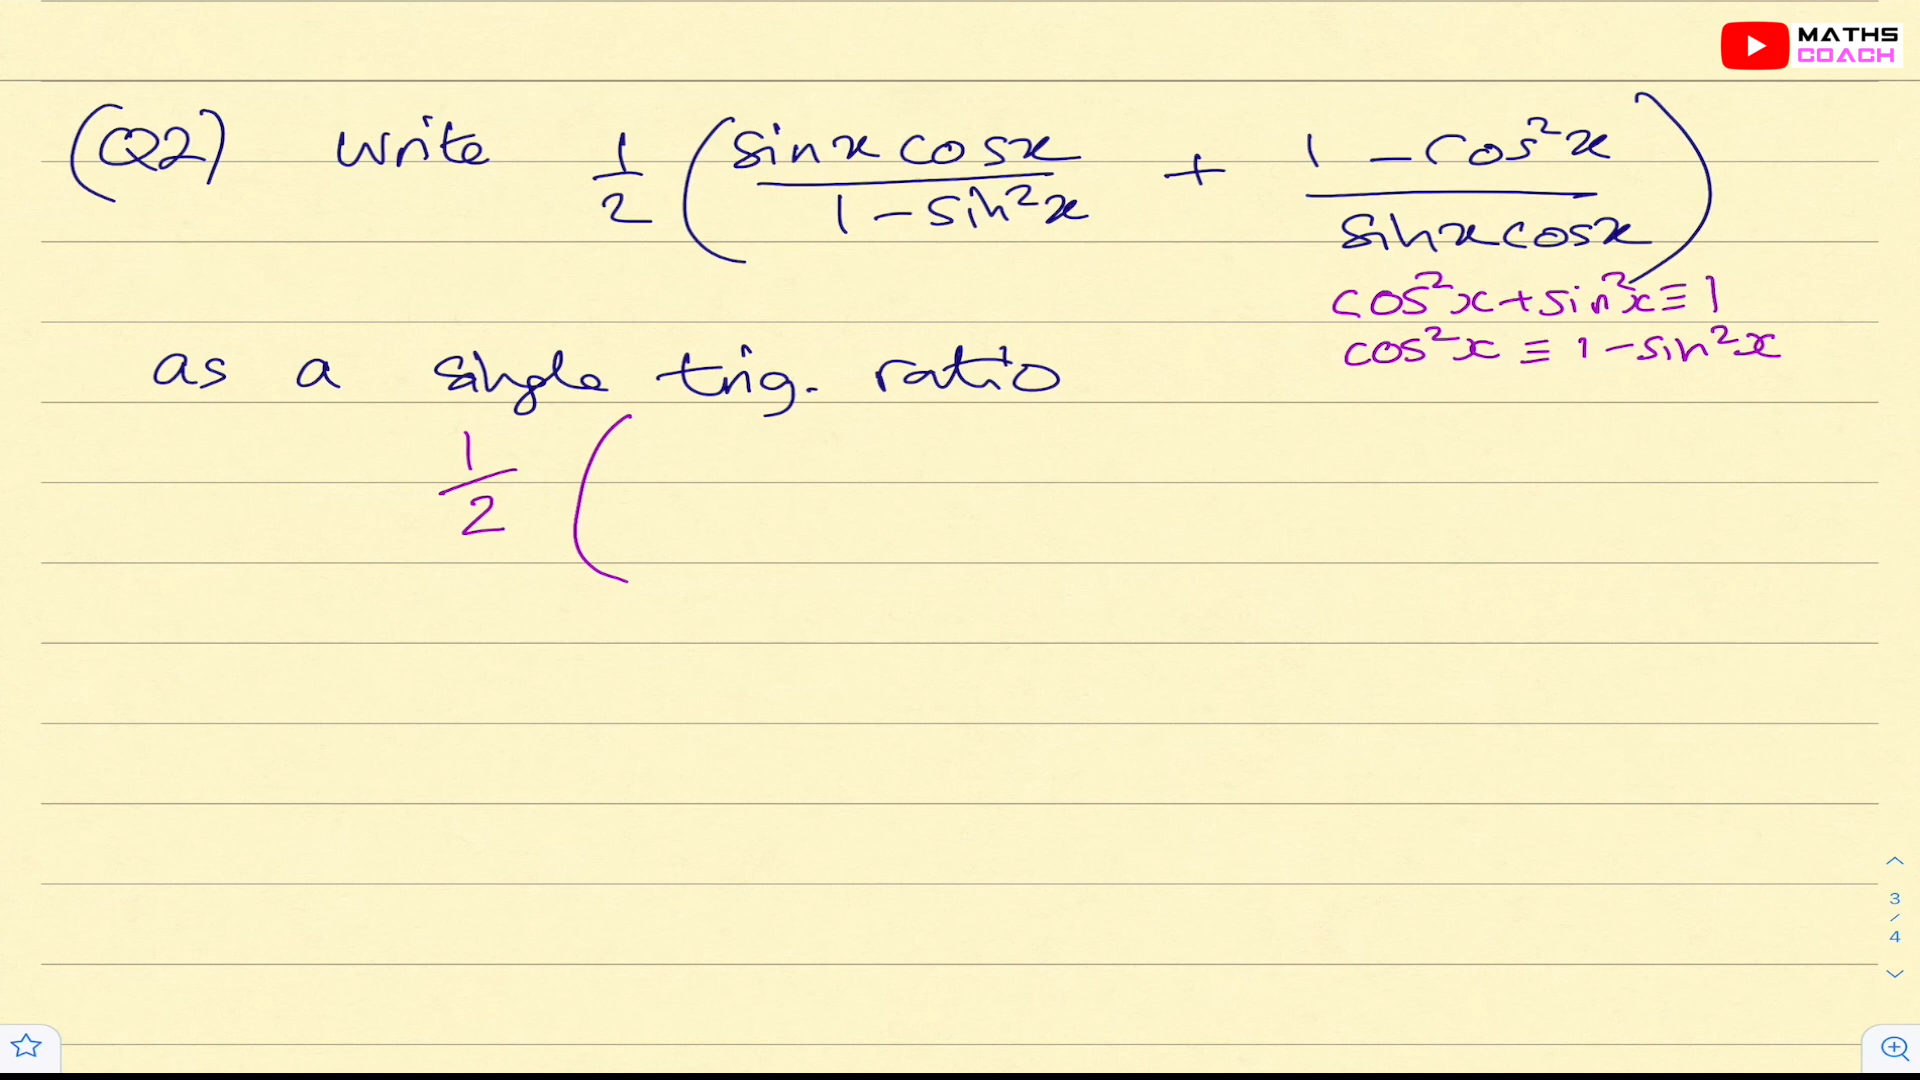 MATHS
COACH
(Q2) Write 1/2 ( sinx cosx / 1 - sin²x + 1 - cos²x / sinx cosx )
cos²x + sin²x ≡ 1
cos²x ≡ 1 - sin²x
as a single trig. ratio
1/2 (
3
/
4